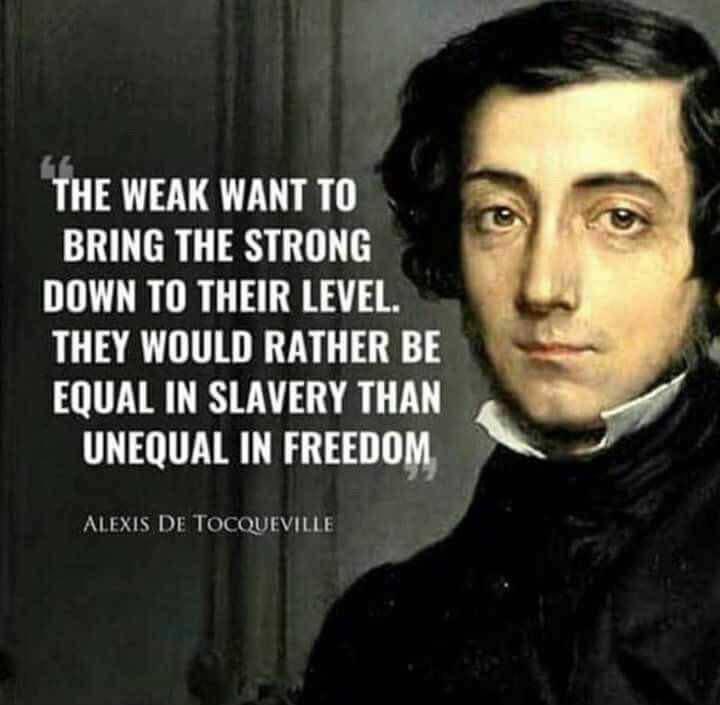 “THE WEAK WANT TO
BRING THE STRONG
DOWN TO THEIR LEVEL.
THEY WOULD RATHER BE
EQUAL IN SLAVERY THAN
UNEQUAL IN FREEDOM”
ALEXIS DE TOCQUEVILLE